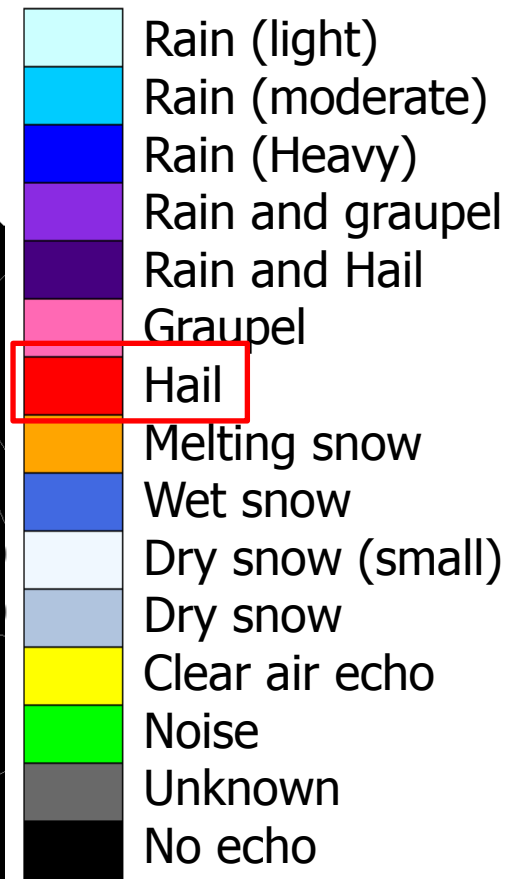 Rain (light)
Rain (moderate)
Rain (Heavy)
Rain and graupel
Rain and Hail
Graupel
Hail
Melting snow
Wet snow
Dry snow (small)
Dry snow
Clear air echo
Noise
Unknown
No echo